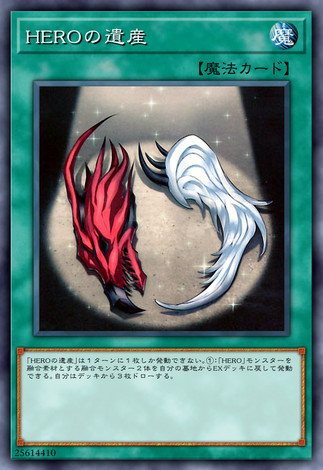 HEROの遺産
魔
【魔法カード】
「HEROの遺産」は1ターンに1枚しか発動できない。①:「HERO」モンスターを
融合素材とする融合モンスター2体を自分の墓地からEXデッキに戻して発動
できる。自分はデッキから3枚ドローする。
25614410